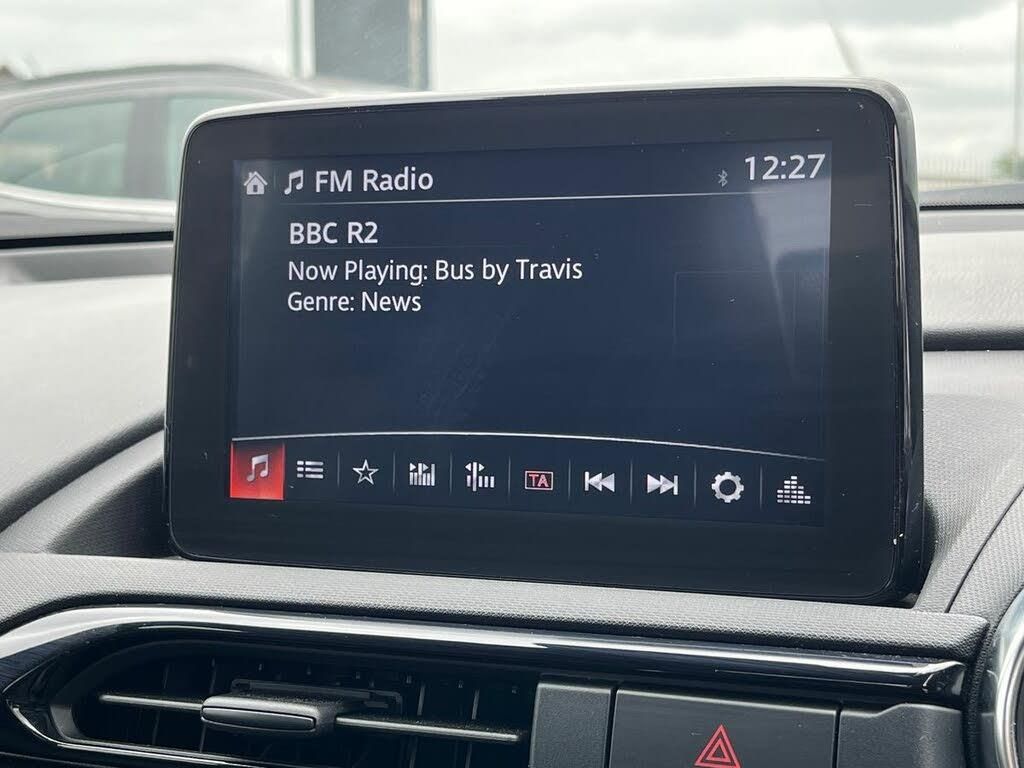 FM Radio
12:27
BBC R2
Now Playing: Bus by Travis
Genre: News
TA